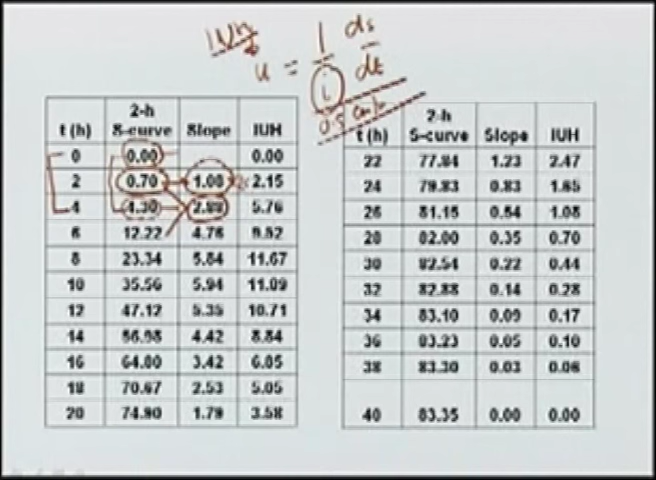 u = 1 ds
i dt
0.5 cm/h
t (h) 2-h S-curve Slope IUH
0 0.00 0.00
2 0.70 1.08 2.15
4 4.30 2.88 5.76
6 12.22 4.76 9.52
8 23.34 5.84 11.67
10 35.56 5.94 11.09
12 47.12 5.35 10.71
14 56.98 4.42 8.84
16 64.80 3.42 6.85
18 70.67 2.53 5.05
20 74.90 1.79 3.58
t (h) 2-h S-curve Slope IUH
22 77.84 1.23 2.47
24 79.83 0.83 1.65
26 81.15 0.54 1.08
28 82.00 0.35 0.70
30 82.54 0.22 0.44
32 82.88 0.14 0.28
34 83.10 0.09 0.17
36 83.23 0.05 0.10
38 83.30 0.03 0.06
40 83.35 0.00 0.00